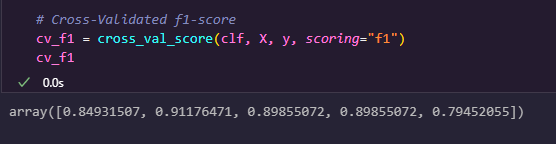 # Cross-Validated f1-score
cv_f1 = cross_val_score(clf, X, y, scoring="f1")
cv_f1
0.0s
array([0.84931507, 0.91176471, 0.89855072, 0.89855072, 0.79452055])